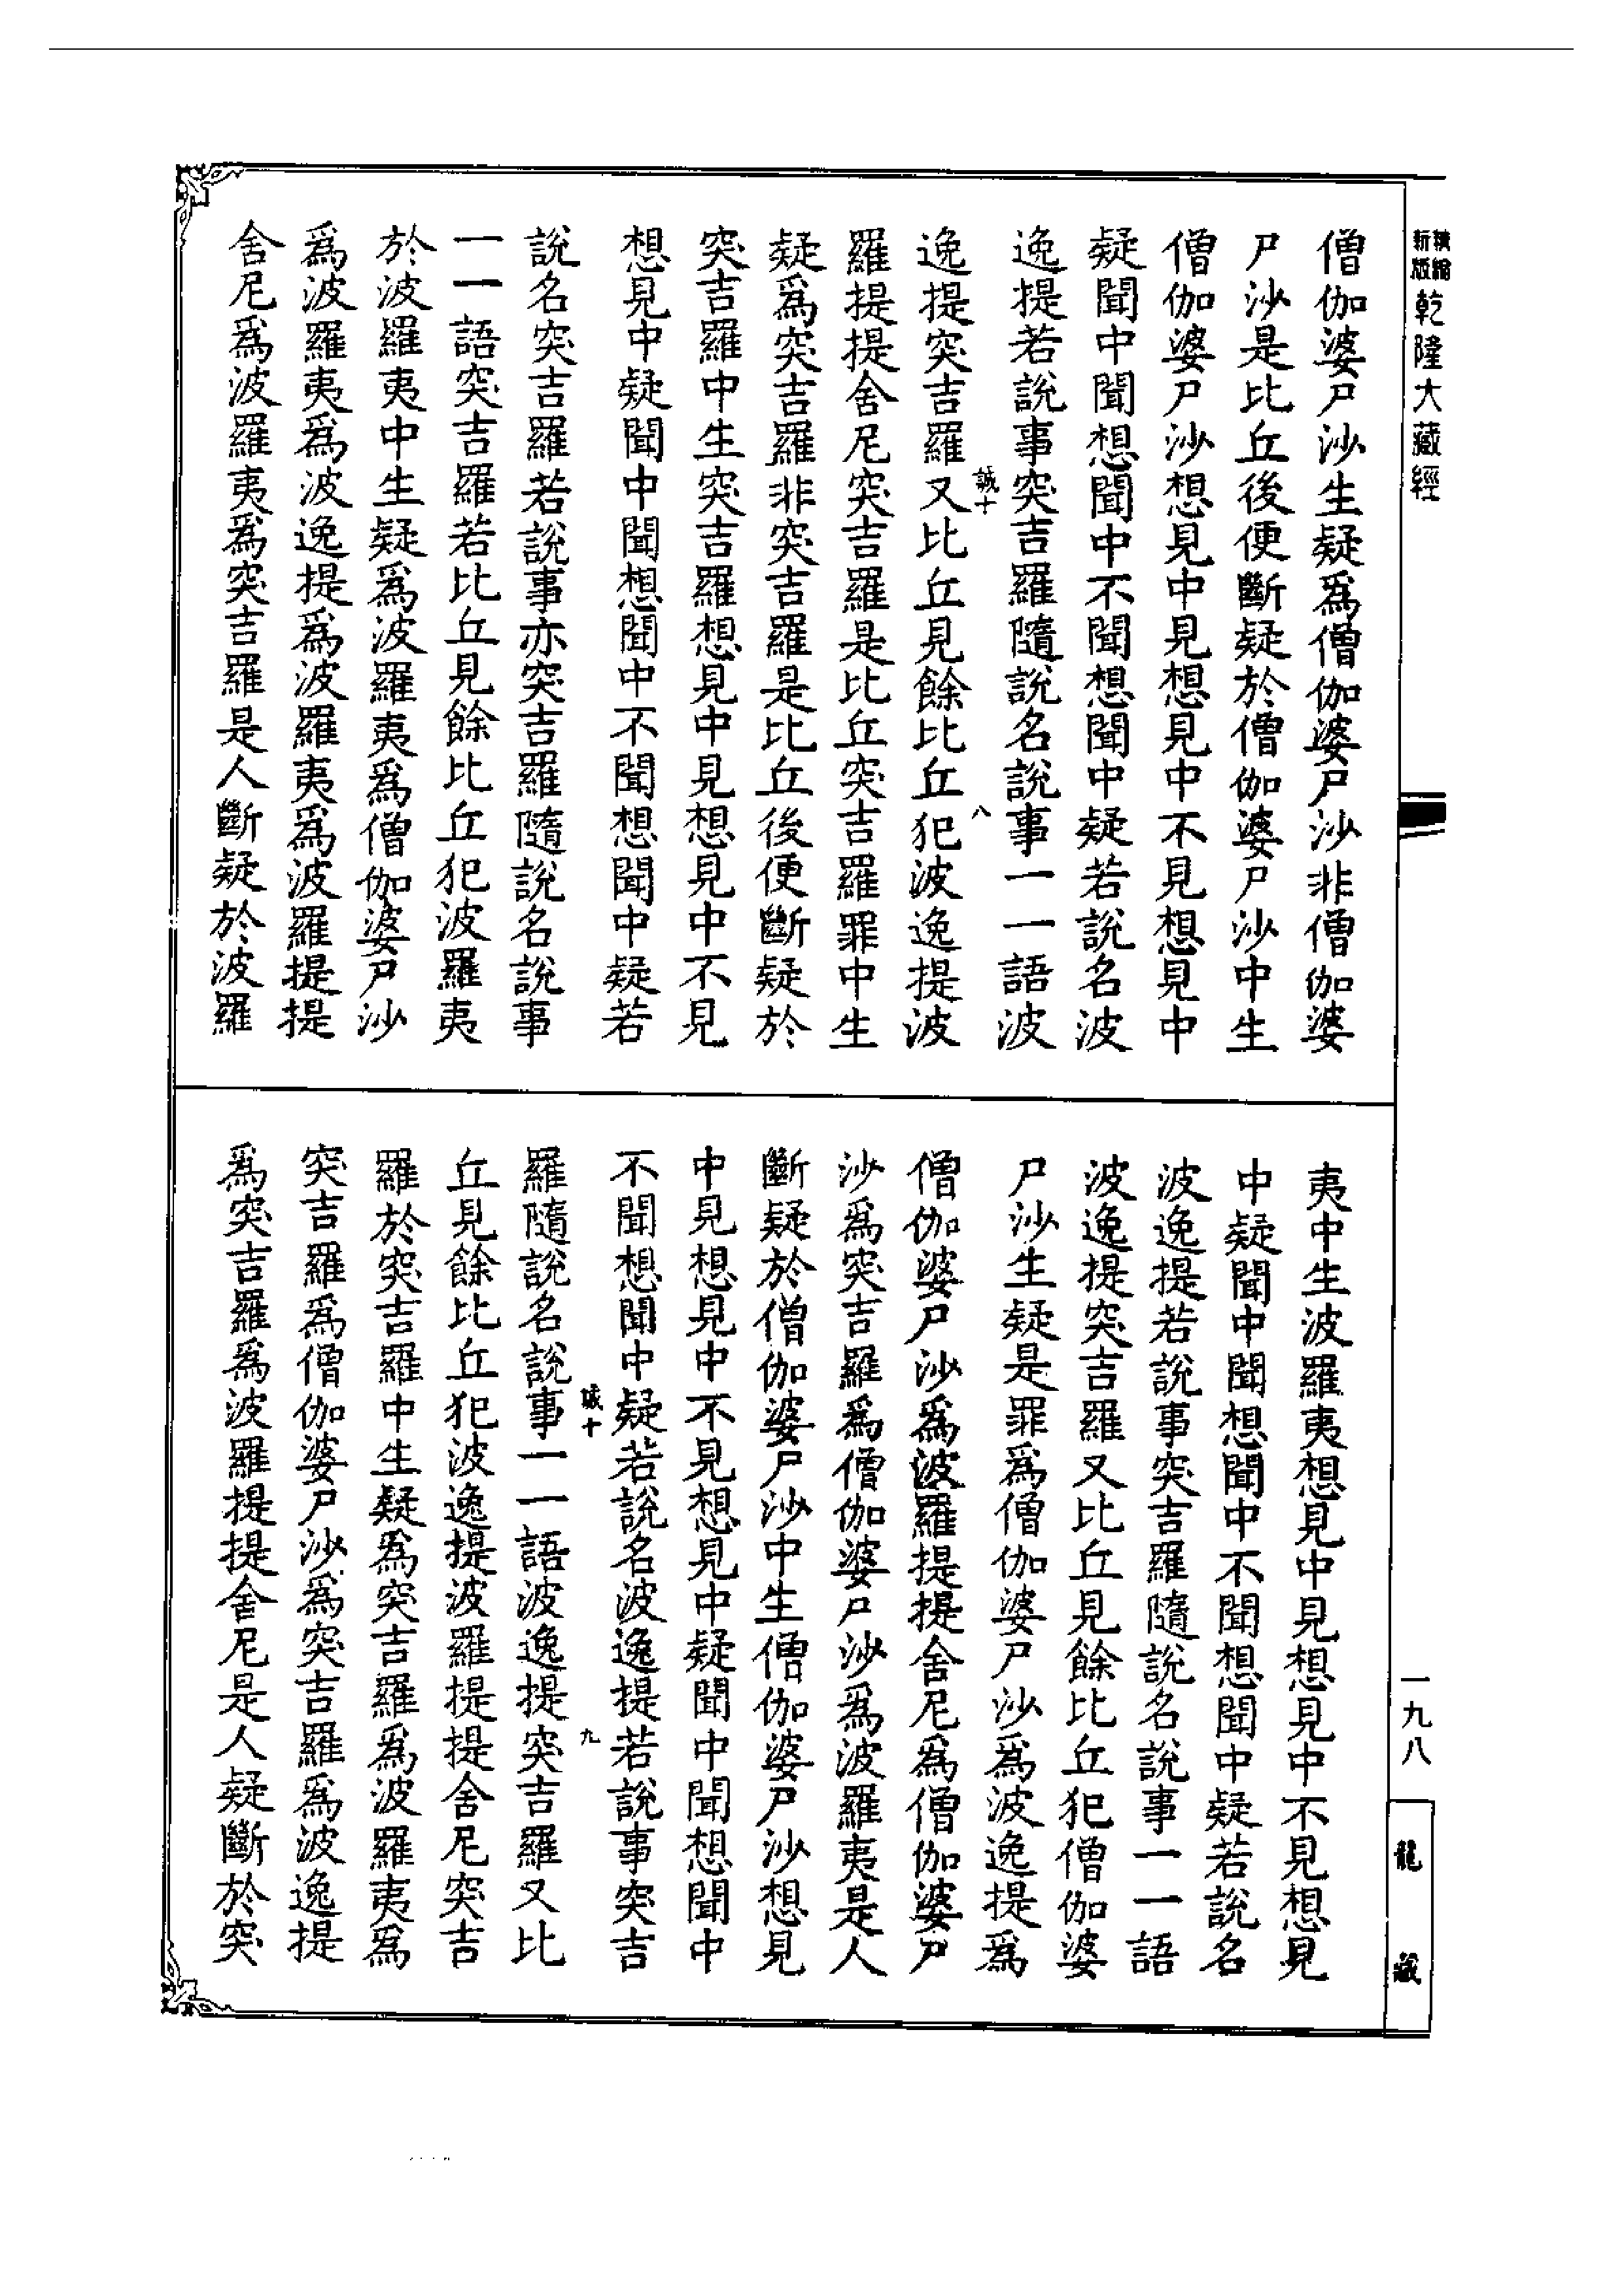 新版精縮乾隆大藏經
僧伽婆尸沙生疑爲僧伽婆尸沙非僧伽婆
尸沙是比丘後便斷疑於僧伽婆尸沙中生
僧伽婆尸沙想見中見想見中不見想見中
疑聞中聞想聞中不聞想聞中疑若說名波
逸提若說事突吉羅隨說名說事一一語波
誠十
八
逸提突吉羅又比丘見餘比丘犯波逸提波
羅提提舍尼突吉羅是比丘突吉羅罪中生
疑爲突吉羅非突吉羅是比丘後便斷疑於
突吉羅中生突吉羅想見中見想見中不見
想見中疑聞中聞想聞中不聞想聞中疑若
說名突吉羅若說事亦突吉羅隨說名說事
一一語突吉羅若比丘見餘比丘犯波羅夷
於波羅夷中生疑爲波羅夷爲僧伽婆尸沙
爲波羅夷爲波逸提爲波羅夷爲波羅提提
舍尼爲波羅夷爲突吉羅是人斷疑於波羅
夷中生波羅夷想見中見想見中不見想見
中疑聞中聞想聞中不聞想聞中疑若說名
波逸提若說事突吉羅隨說名說事一一語
波逸提突吉羅又比丘見餘比丘犯僧伽婆
尸沙生疑是罪爲僧伽婆尸沙爲波逸提爲
僧伽婆尸沙爲波羅提提舍尼爲僧伽婆尸
沙爲突吉羅爲僧伽婆尸沙爲波羅夷是人
斷疑於僧伽婆尸沙中生僧伽婆尸沙想見
中見想見中不見想見中疑聞中聞想聞中
不聞想聞中疑若說名波逸提若說事突吉
誠十
九
羅隨說名說事一一語波逸提突吉羅又比
丘見餘比丘犯波逸提波羅提提舍尼突吉
羅於突吉羅中生疑爲突吉羅爲波羅夷爲
突吉羅爲僧伽婆尸沙爲突吉羅爲波逸提
爲突吉羅爲波羅提提舍尼是人疑斷於突
一九八
龍藏